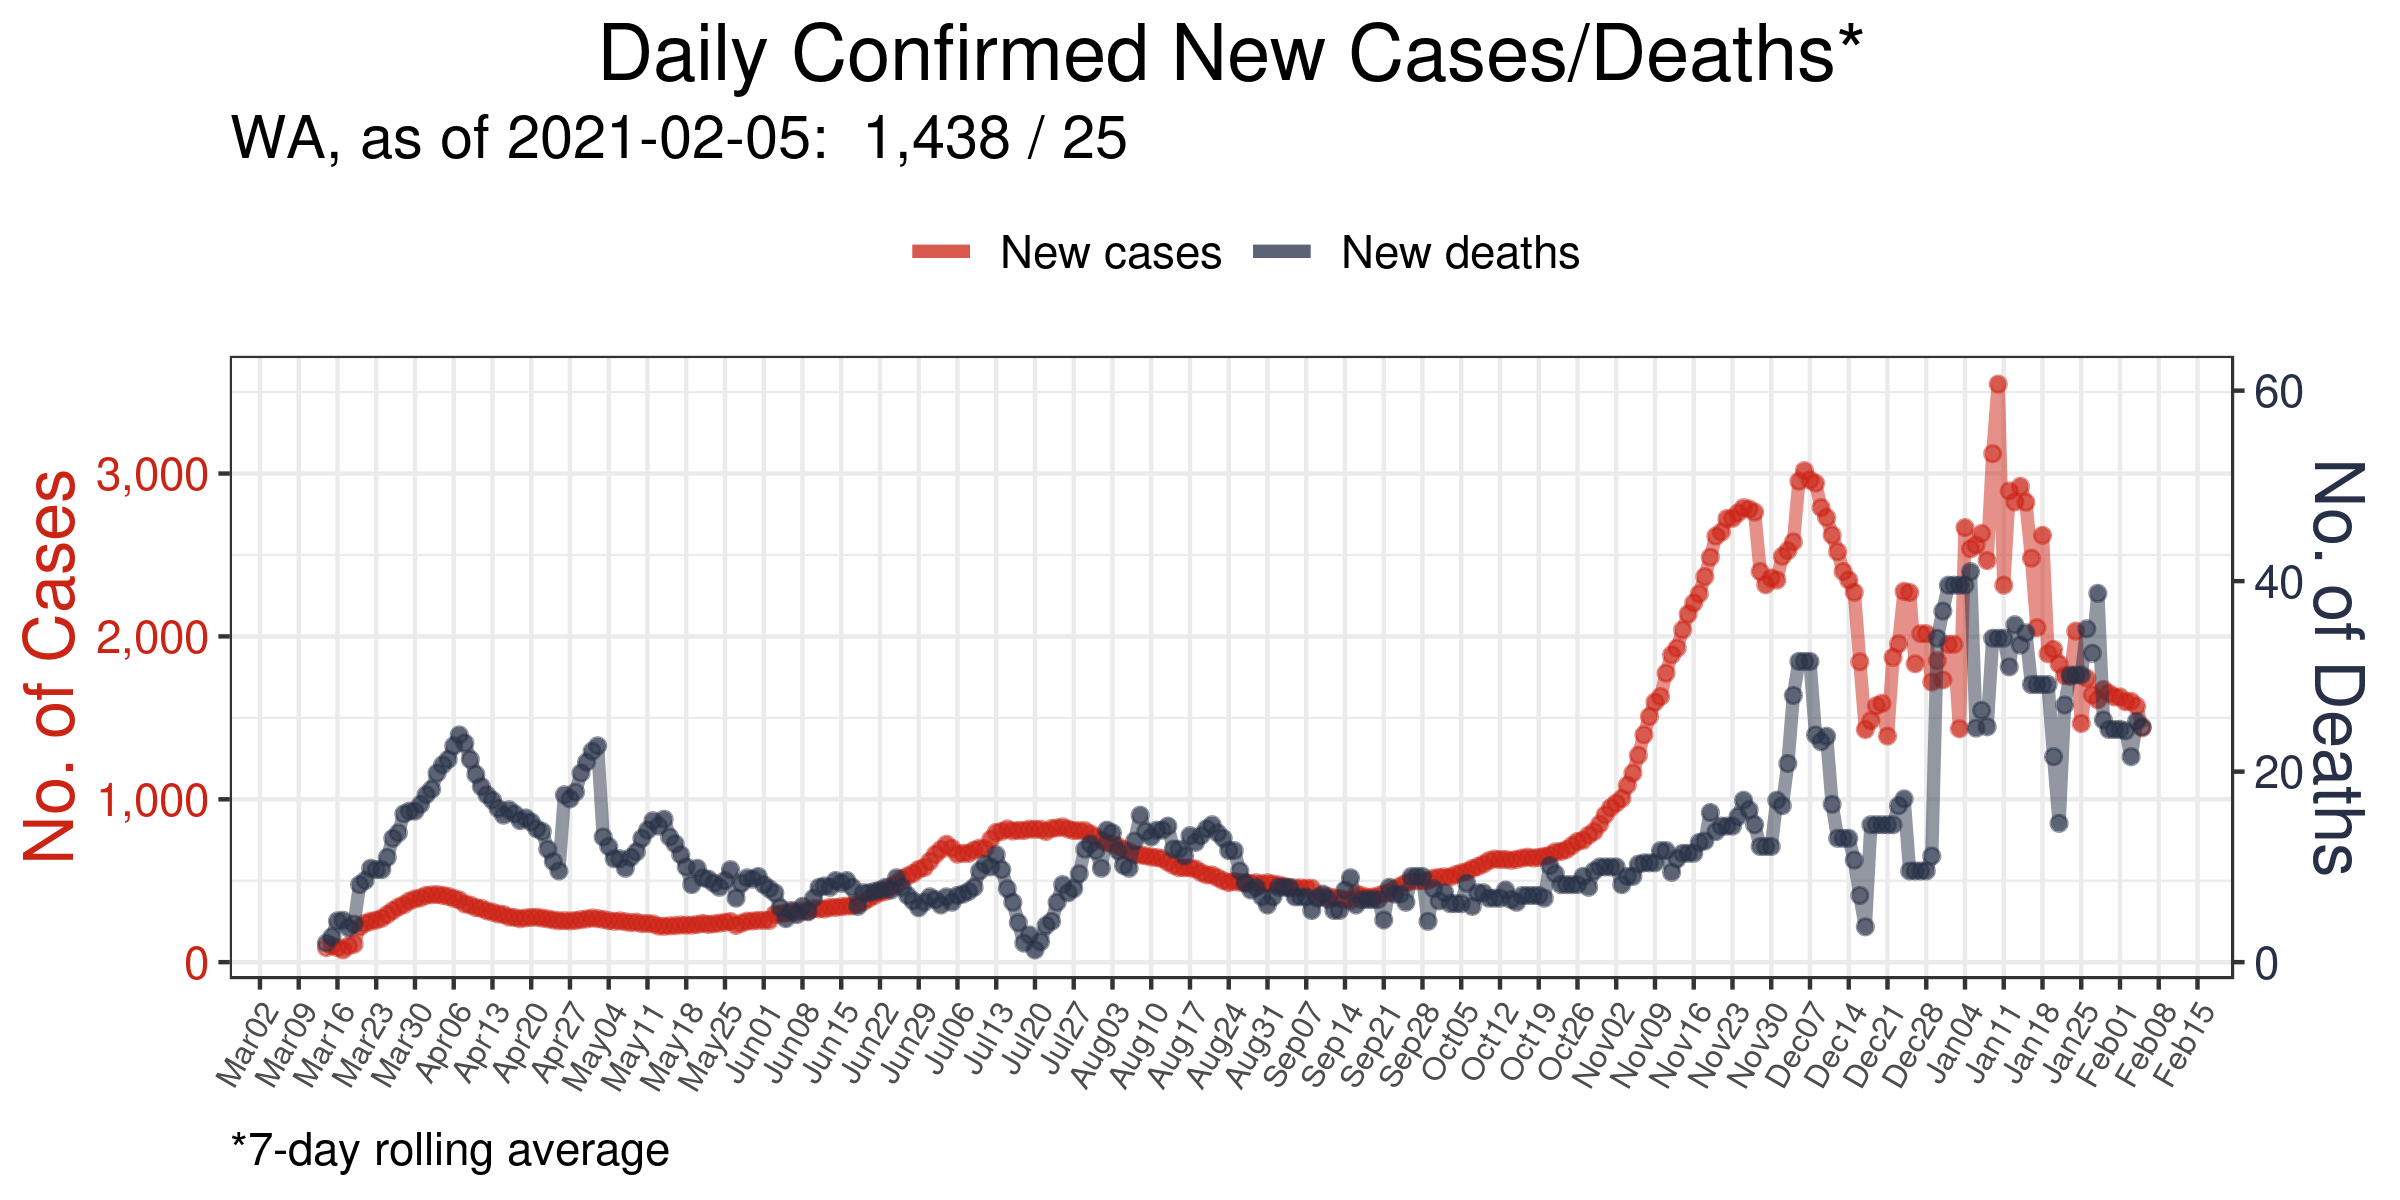 Daily Confirmed New Cases/Deaths*
WA, as of 2021-02-05:  1,438 / 25
New cases
New deaths
No. of Cases
3,000
2,000
1,000
0
60
40
20
0
No. of Deaths
Mar02
Mar09
Mar16
Mar23
Mar30
Apr06
Apr13
Apr20
Apr27
May04
May11
May18
May25
Jun01
Jun08
Jun15
Jun22
Jun29
Jul06
Jul13
Jul20
Jul27
Aug03
Aug10
Aug17
Aug24
Aug31
Sep07
Sep14
Sep21
Sep28
Oct05
Oct12
Oct19
Oct26
Nov02
Nov09
Nov16
Nov23
Nov30
Dec07
Dec14
Dec21
Dec28
Jan04
Jan11
Jan18
Jan25
Feb01
Feb08
Feb15
*7-day rolling average